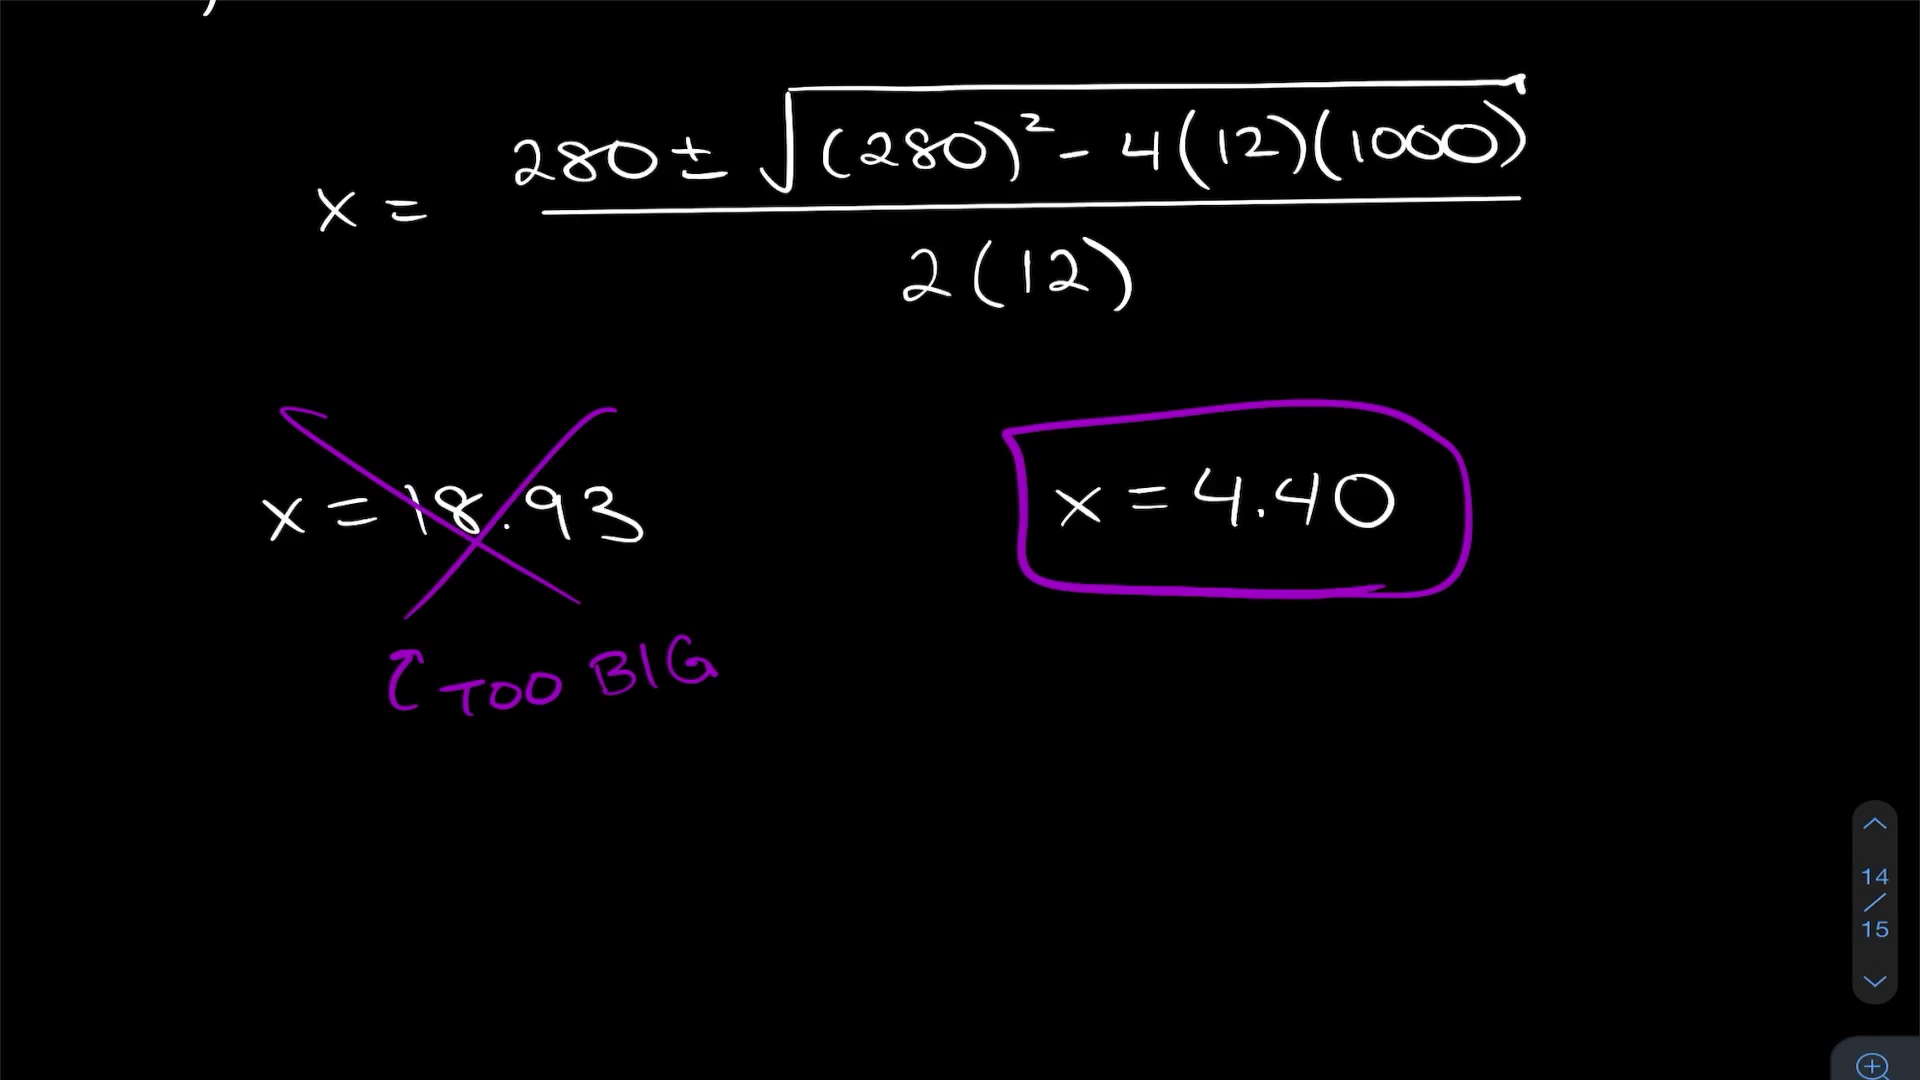 x = 280 ± √(280)² - 4(12)(1000)
2(12)
x = 18.93
x = 4.40
TOO BIG
14
/
15